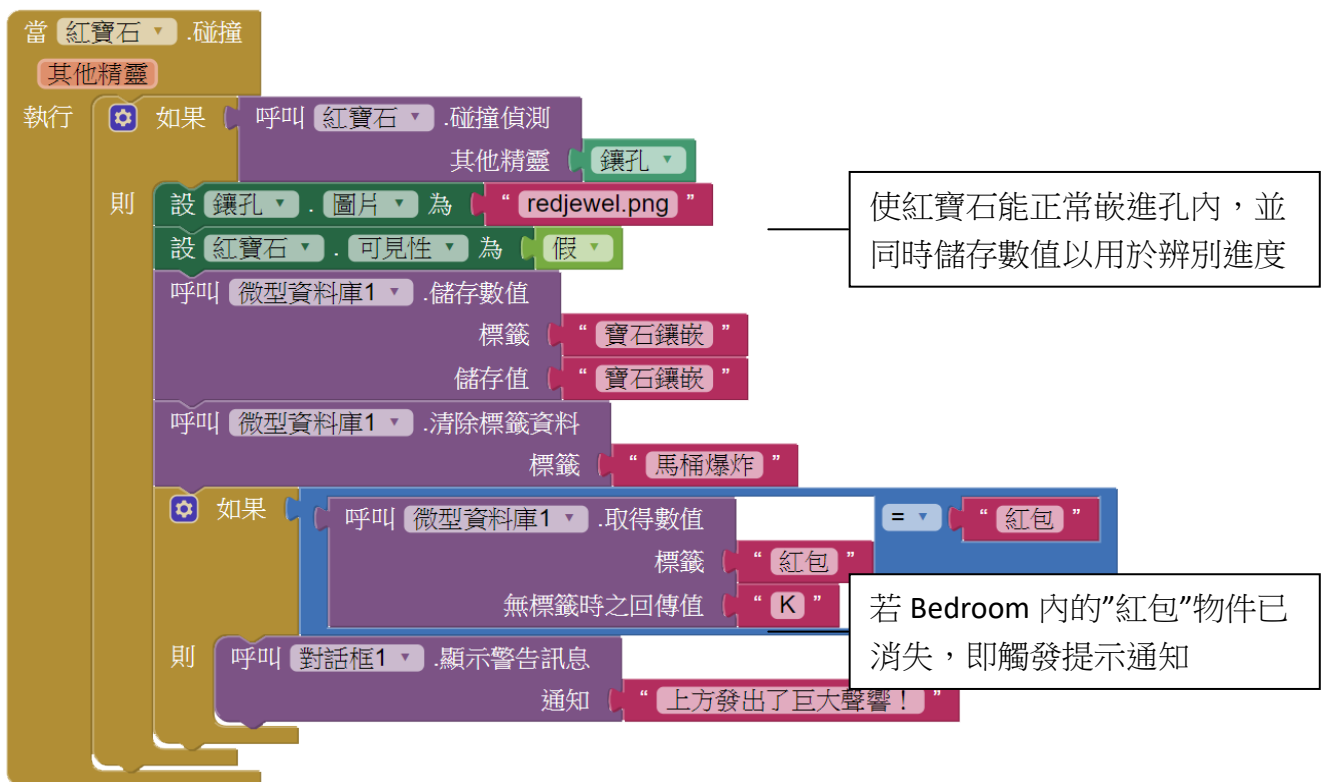 當 紅寶石 .碰撞
其他精靈
執行 如果 呼叫 紅寶石 .碰撞偵測
其他精靈 鑲孔
則 設 鑲孔 . 圖片 為 “ redjewel.png ”
設 紅寶石 . 可見性 為 假
呼叫 微型資料庫1 .儲存數值
標籤 “ 寶石鑲嵌 ”
儲存值 “ 寶石鑲嵌 ”
呼叫 微型資料庫1 .清除標籤資料
標籤 “ 馬桶爆炸 ”
如果 呼叫 微型資料庫1 .取得數值 = “ 紅包 ”
標籤 “ 紅包 ”
無標籤時之回傳值 “ K ”
則 呼叫 對話框1 .顯示警告訊息
通知 “ 上方發出了巨大聲響！ ”
使紅寶石能正常嵌進孔內，並
同時儲存數值以用於辨別進度
若 Bedroom 內的”紅包”物件已
消失，即觸發提示通知